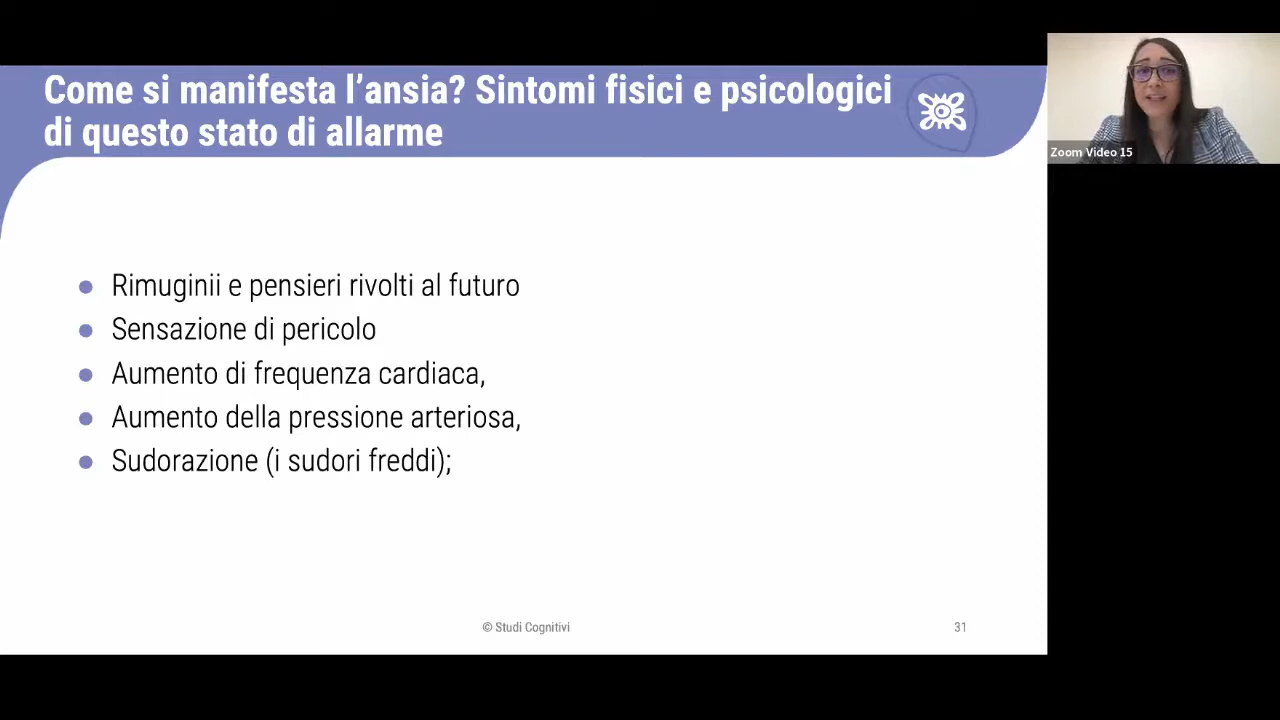 Come si manifesta l'ansia? Sintomi fisici e psicologici
di questo stato di allarme
Zoom Video 15
● Rimuginii e pensieri rivolti al futuro
● Sensazione di pericolo
● Aumento di frequenza cardiaca,
● Aumento della pressione arteriosa,
● Sudorazione (i sudori freddi);
© Studi Cognitivi
31